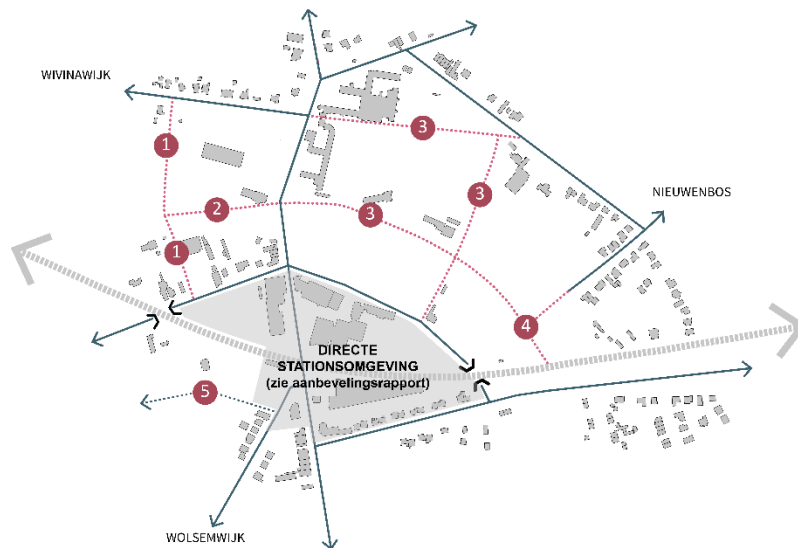 WIVINAWIJK
1
3
3
NIEUWENBOS
2
3
1
4
DIRECTE
STATIONSOMGEVING
(zie aanbevelingsrapport)
5
WOLSEMWIJK